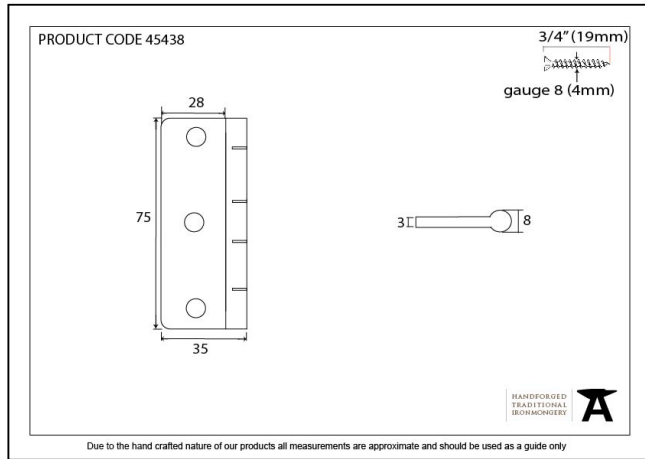 PRODUCT CODE 45438
3/4" (19mm)
gauge 8 (4mm)
28
75
35
3
8
HANDFORGED
TRADITIONAL
IRONMONGERY
Due to the hand crafted nature of our products all measurements are approximate and should be used as a guide only